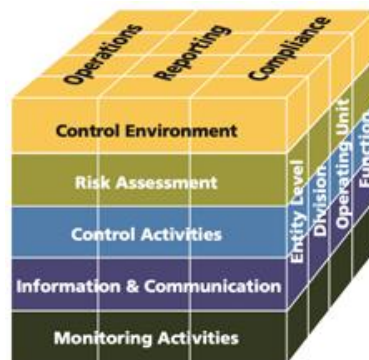 Operations
Reporting
Compliance
Control Environment
Risk Assessment
Control Activities
Information & Communication
Monitoring Activities
Entity Level
Division
Operating Unit
Function